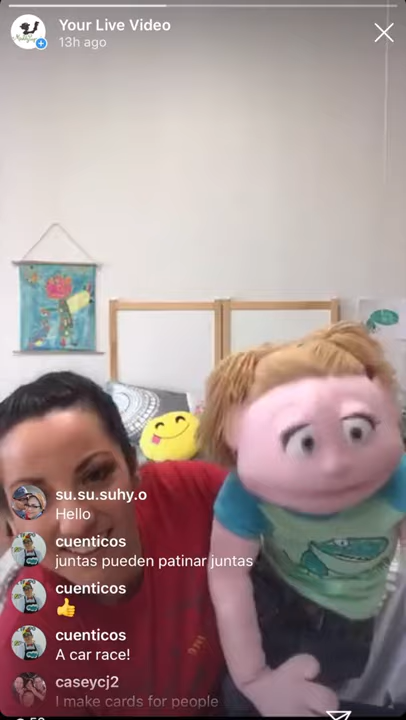 Your Live Video
13h ago
su.su.suhy.o
Hello
cuenticos
juntas pueden patinar juntas
cuenticos
👍
cuenticos
A car race!
caseycj2
I make cards for people